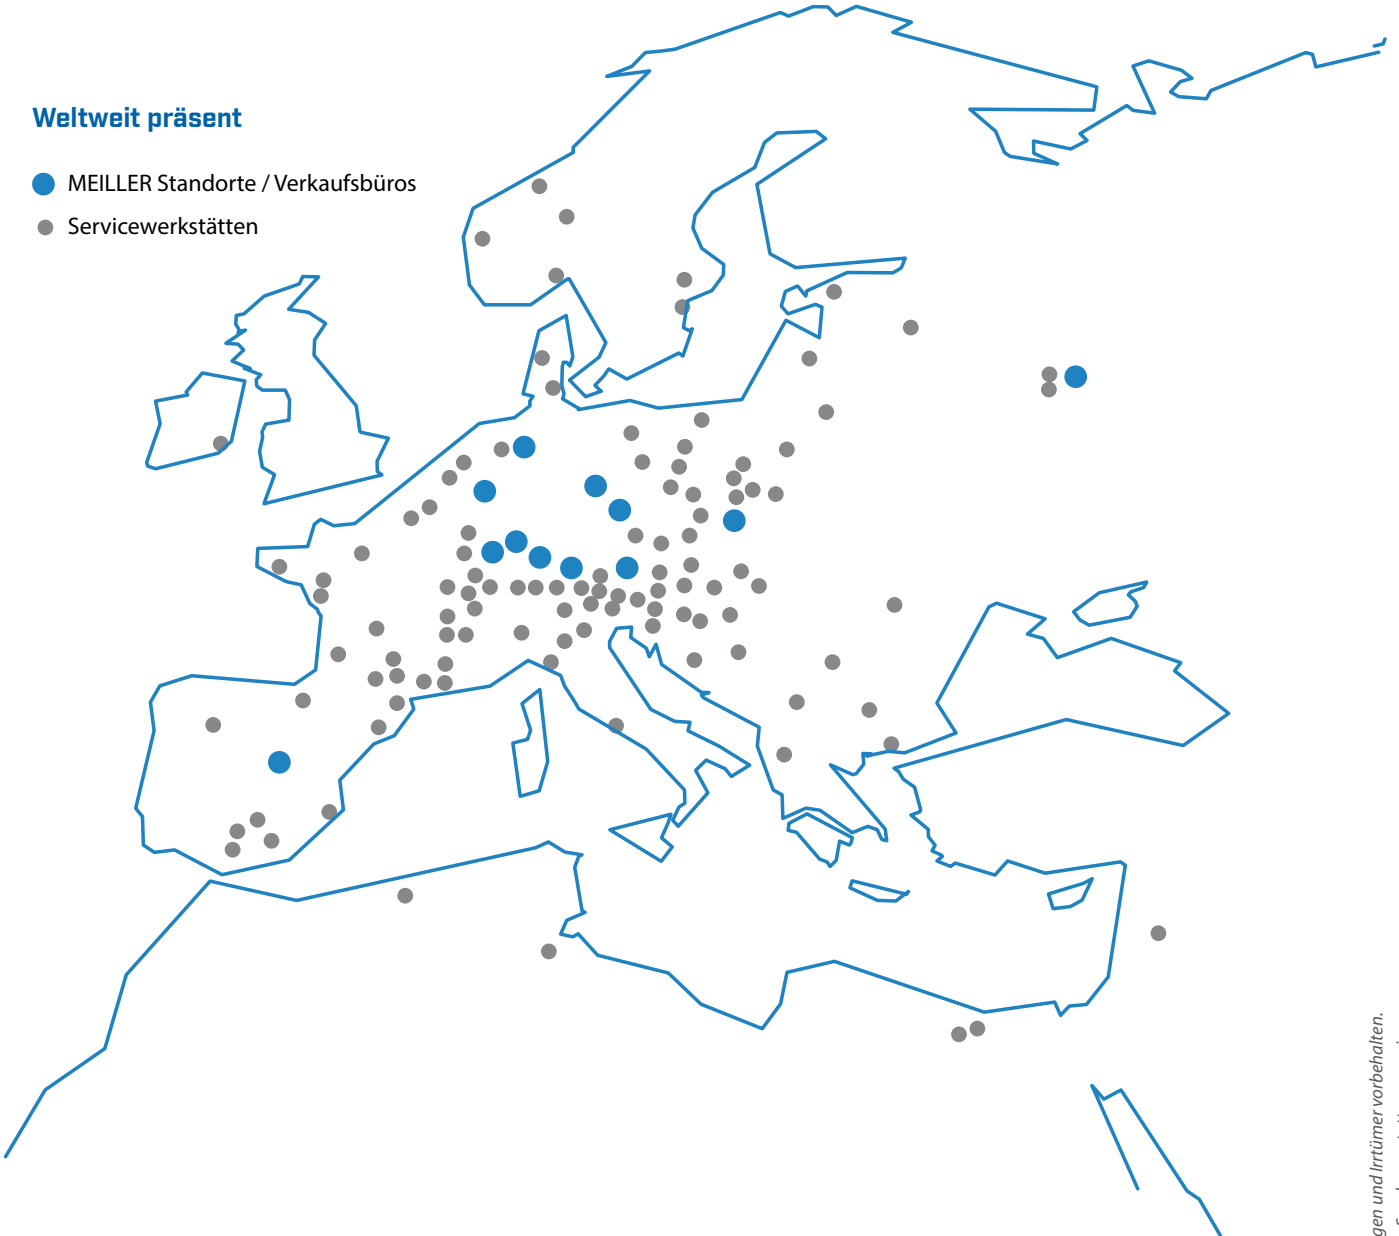 Weltweit präsent
MEILLER Standorte / Verkaufsbüros
Servicewerkstätten
gen und Irrtümer vorbehalten.